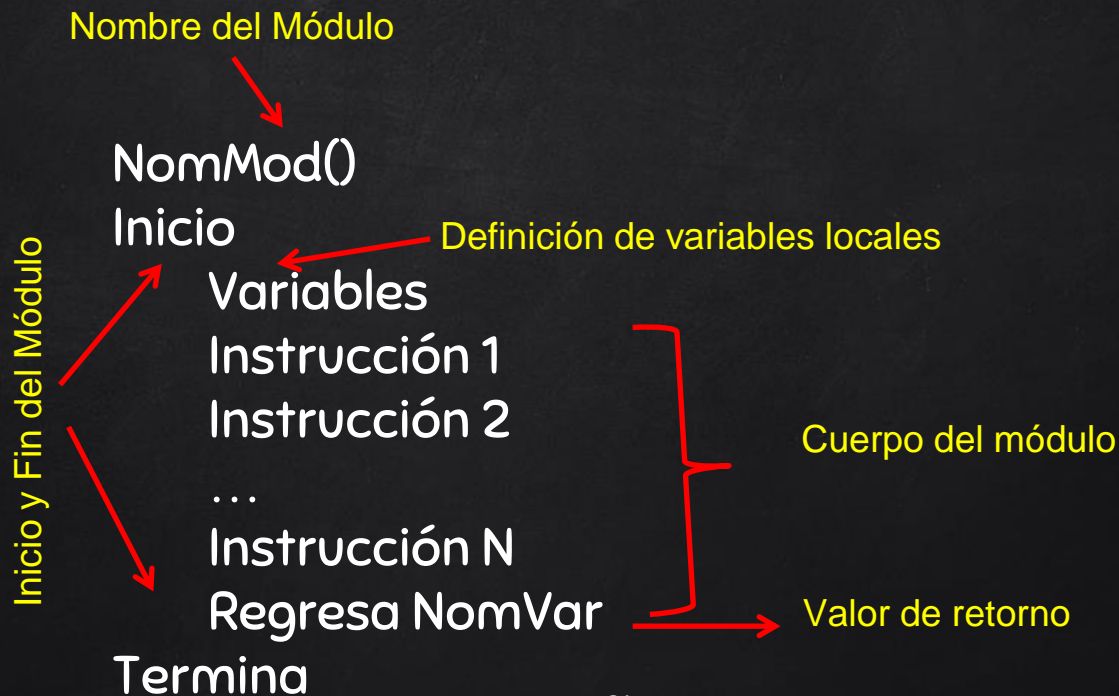 Nombre del Módulo
NomMod()
Inicio
Definición de variables locales
Variables
Instrucción 1
Instrucción 2
Cuerpo del módulo
...
Instrucción N
Regresa NomVar
Valor de retorno
Termina
Inicio y Fin del Módulo